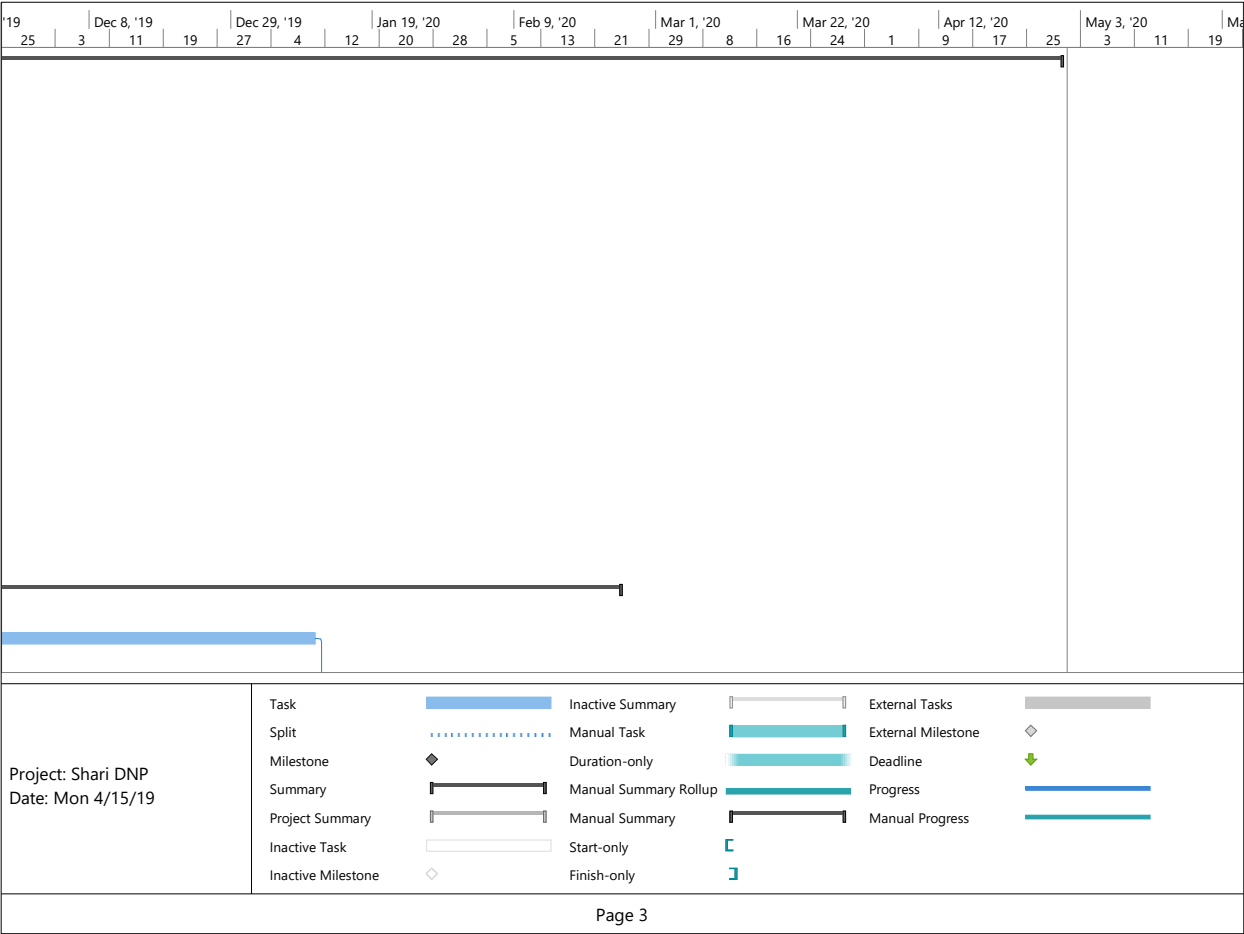 '19 Dec 8, '19 Dec 29, '19 Jan 19, '20 Feb 9, '20 Mar 1, '20 Mar 22, '20 Apr 12, '20 May 3, '20
25 3 11 19 27 4 12 20 28 5 13 21 29 8 16 24 1 9 17 25 3 11 19
Project: Shari DNP
Date: Mon 4/15/19
Task
Split
Milestone
Summary
Project Summary
Inactive Task
Inactive Milestone
Inactive Summary
Manual Task
Duration-only
Manual Summary Rollup
Manual Summary
Start-only
Finish-only
External Tasks
External Milestone
Deadline
Progress
Manual Progress
Page 3